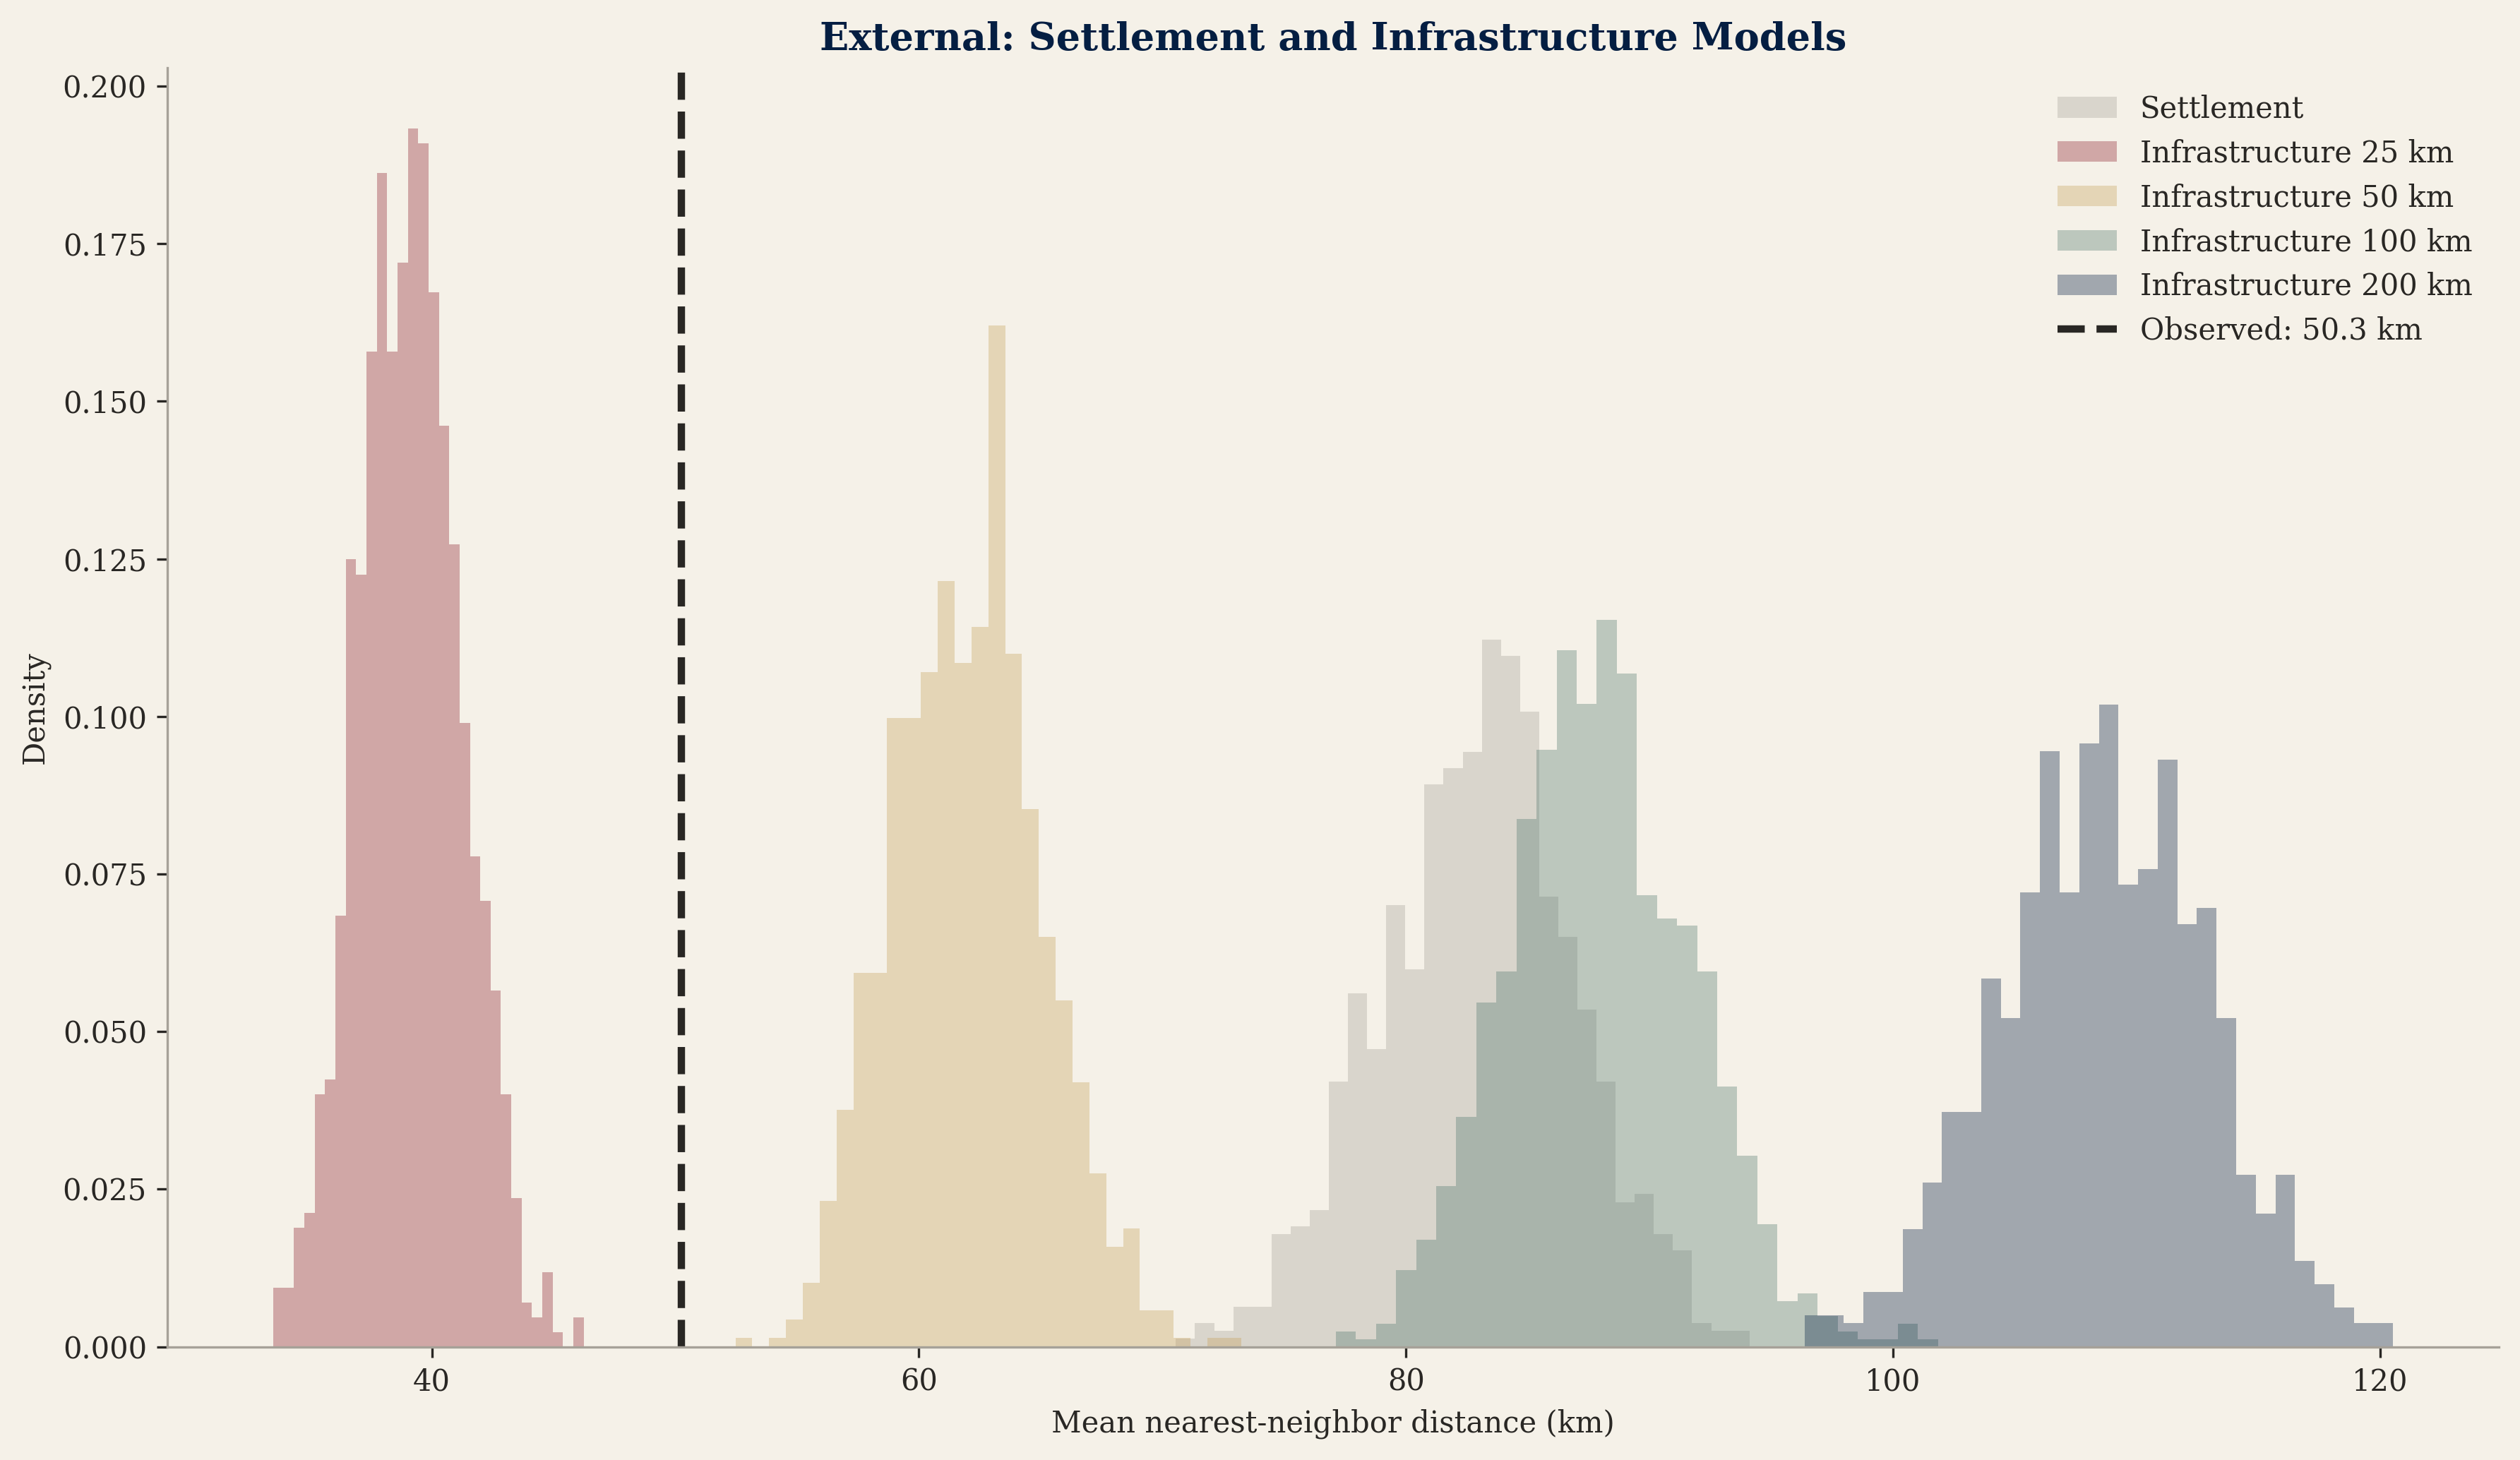 External: Settlement and Infrastructure Models
Settlement
Infrastructure 25 km
Infrastructure 50 km
Infrastructure 100 km
Infrastructure 200 km
Observed: 50.3 km
Density
0.200
0.175
0.150
0.125
0.100
0.075
0.050
0.025
0.000
40 60 80 100 120
Mean nearest-neighbor distance (km)